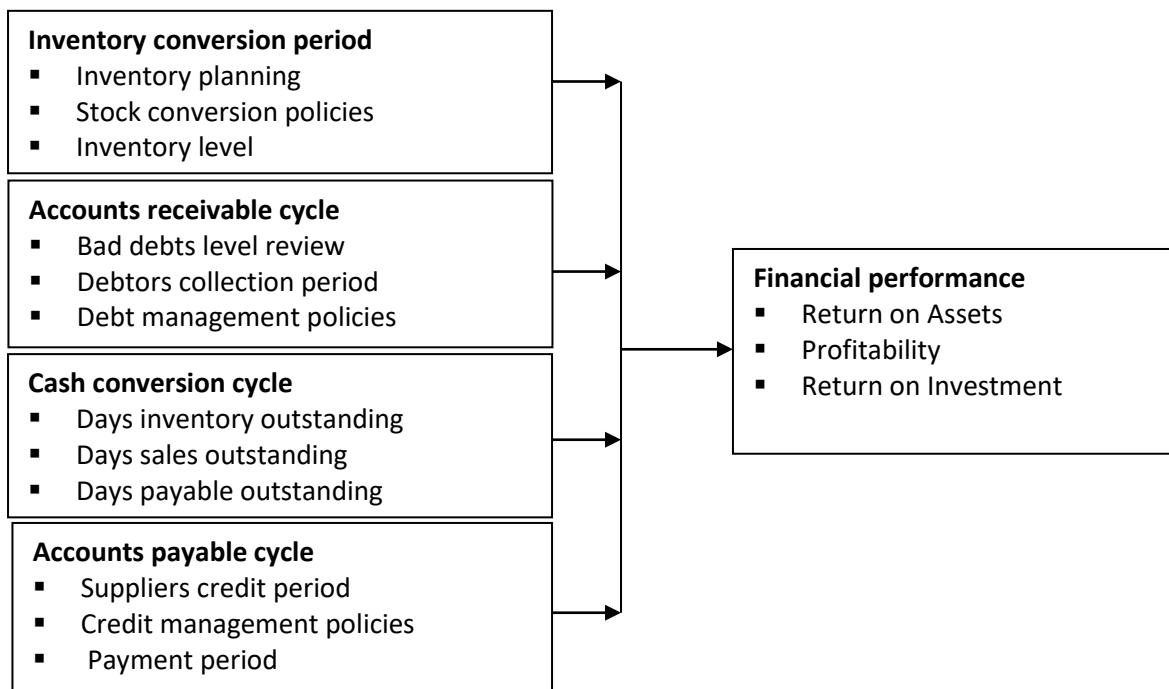 Inventory conversion period
▪ Inventory planning
▪ Stock conversion policies
▪ Inventory level
Accounts receivable cycle
▪ Bad debts level review
▪ Debtors collection period
▪ Debt management policies
Cash conversion cycle
▪ Days inventory outstanding
▪ Days sales outstanding
▪ Days payable outstanding
Accounts payable cycle
▪ Suppliers credit period
▪ Credit management policies
▪ Payment period
Financial performance
▪ Return on Assets
▪ Profitability
▪ Return on Investment